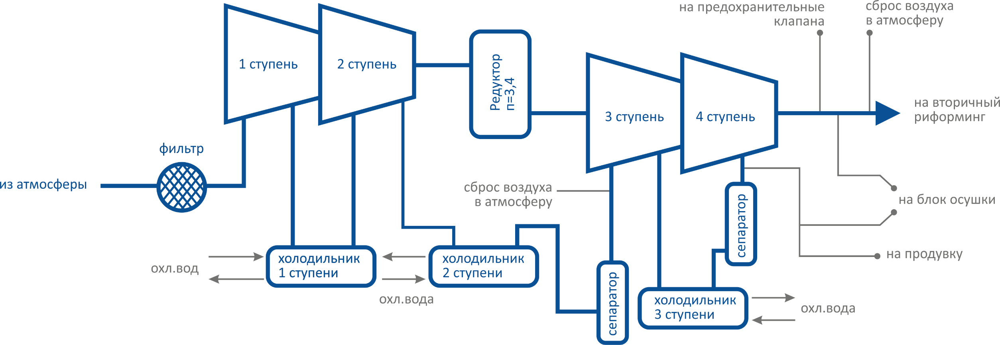 на предохранительные
клапана
сброс воздуха
в атмосферу
1 ступень
2 ступень
Редуктор
n=3,4
3 ступень
4 ступень
на вторичный
риформинг
фильтр
из атмосферы
сброс воздуха
в атмосферу
сепаратор
на блок осушки
на продувку
охл.вод
холодильник
1 ступени
охл.вода
холодильник
2 ступени
сепаратор
холодильник
3 ступени
охл.вода